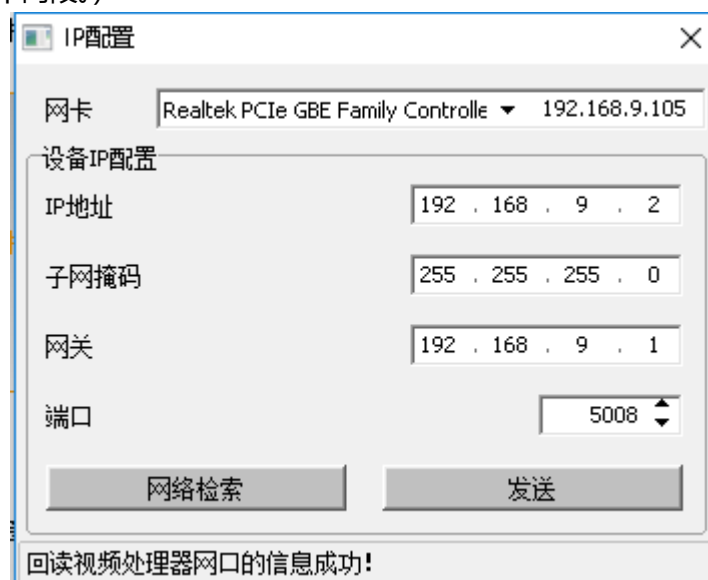 IP配置
网卡 Realtek PCIe GBE Family Controlle 192.168.9.105
设备IP配置
IP地址 192 . 168 . 9 . 2
子网掩码 255 . 255 . 255 . 0
网关 192 . 168 . 9 . 1
端口 5008
网络检索 发送
回读视频处理器网口的信息成功!